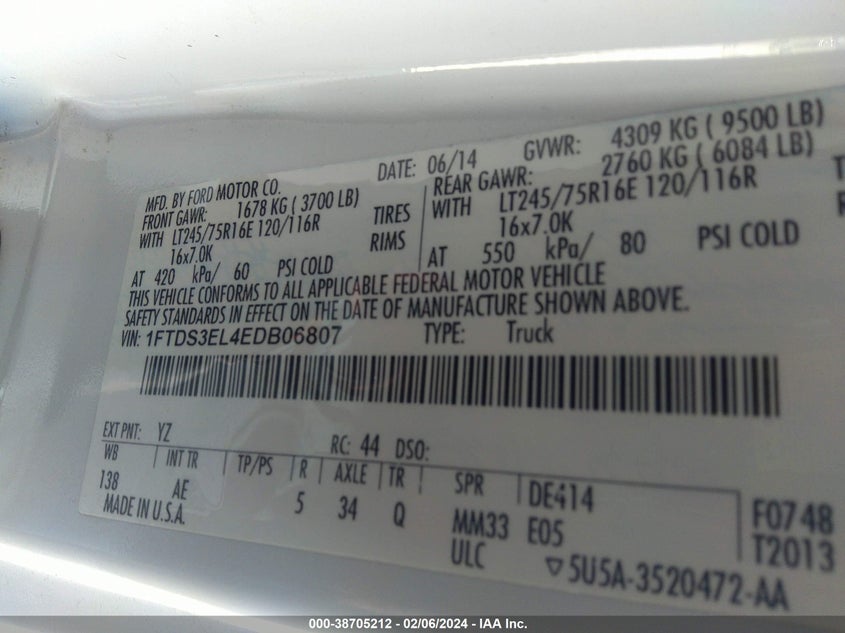 MFD. BY FORD MOTOR CO. DATE: 06/14 GVWR: 4309 KG ( 9500 LB)
FRONT GAWR: 1678 KG ( 3700 LB) REAR GAWR: 2760 KG ( 6084 LB)
WITH LT245/75R16E 120/116R TIRES WITH LT245/75R16E 120/116R
16x7.0K RIMS 16x7.0K
AT 420 kPa/ 60 PSI COLD AT 550 kPa/ 80 PSI COLD
THIS VEHICLE CONFORMS TO ALL APPLICABLE FEDERAL MOTOR VEHICLE
SAFETY STANDARDS IN EFFECT ON THE DATE OF MANUFACTURE SHOWN ABOVE.
VIN: 1FTDS3EL4EDB06807 TYPE: Truck
EXT PNT: YZ RC: 44 DSO:
WB INT TR TP/PS R AXLE TR SPR DE414 F0748
138 AE 5 34 Q MM33 E05 T2013
MADE IN U.S.A. ULC ▽5U5A-3520472-AA
000-38705212 - 02/06/2024 - IAA Inc.